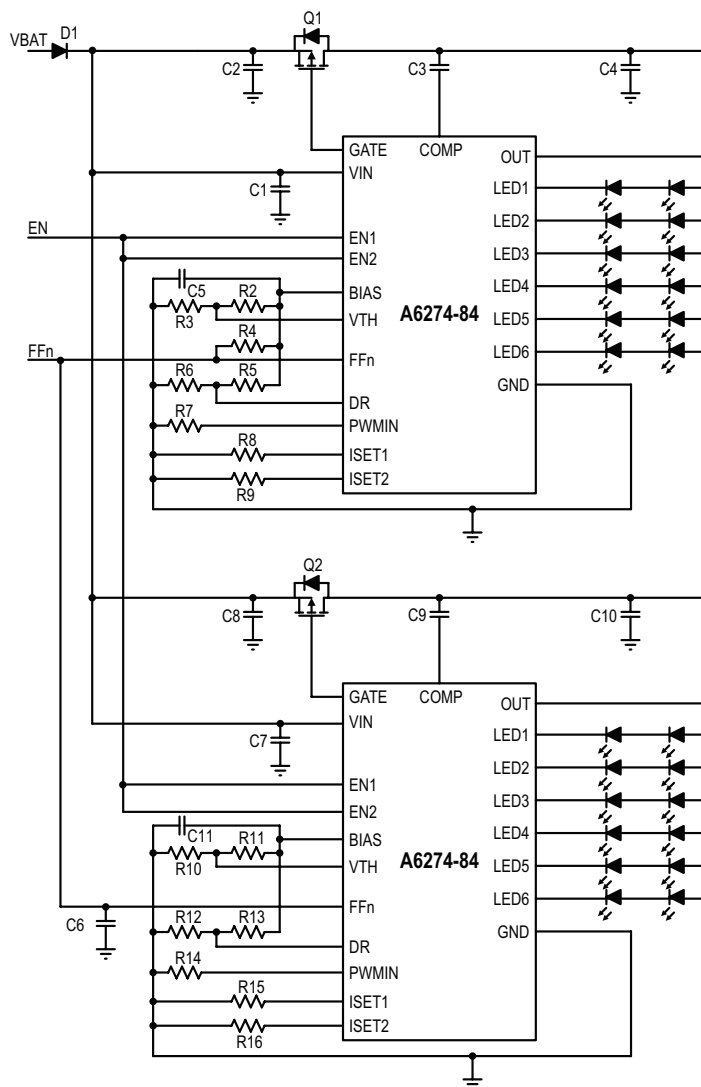 Q1
D1
VBAT
C2
C3
C4
GATE
COMP
OUT
VIN
C1
LED1
LED2
EN
EN1
EN2
LED3
C5
R2
BIAS
LED4
R3
VTH
A6274-84
LED5
R4
FFn
FFn
LED6
R6
R5
GND
DR
R7
PWMIN
R8
ISET1
ISET2
R9
Q2
C8
C9
C10
GATE
COMP
OUT
VIN
C7
LED1
LED2
EN1
LED3
EN2
C11
R11
BIAS
LED4
R10
VTH
A6274-84
LED5
FFn
LED6
C6
R12
R13
GND
DR
R14
PWMIN
R15
ISET1
ISET2
R16